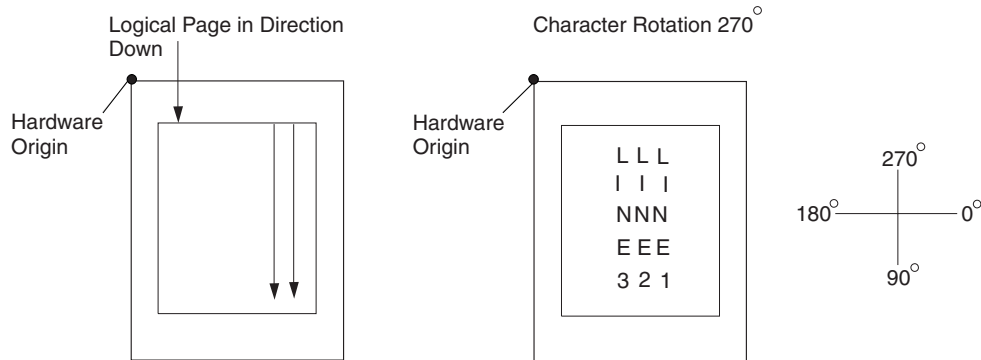 Logical Page in Direction
Down
Hardware
Origin
Character Rotation 270°
Hardware
Origin
L L L
I I I
N N N
E E E
3 2 1
270°
180°
0°
90°